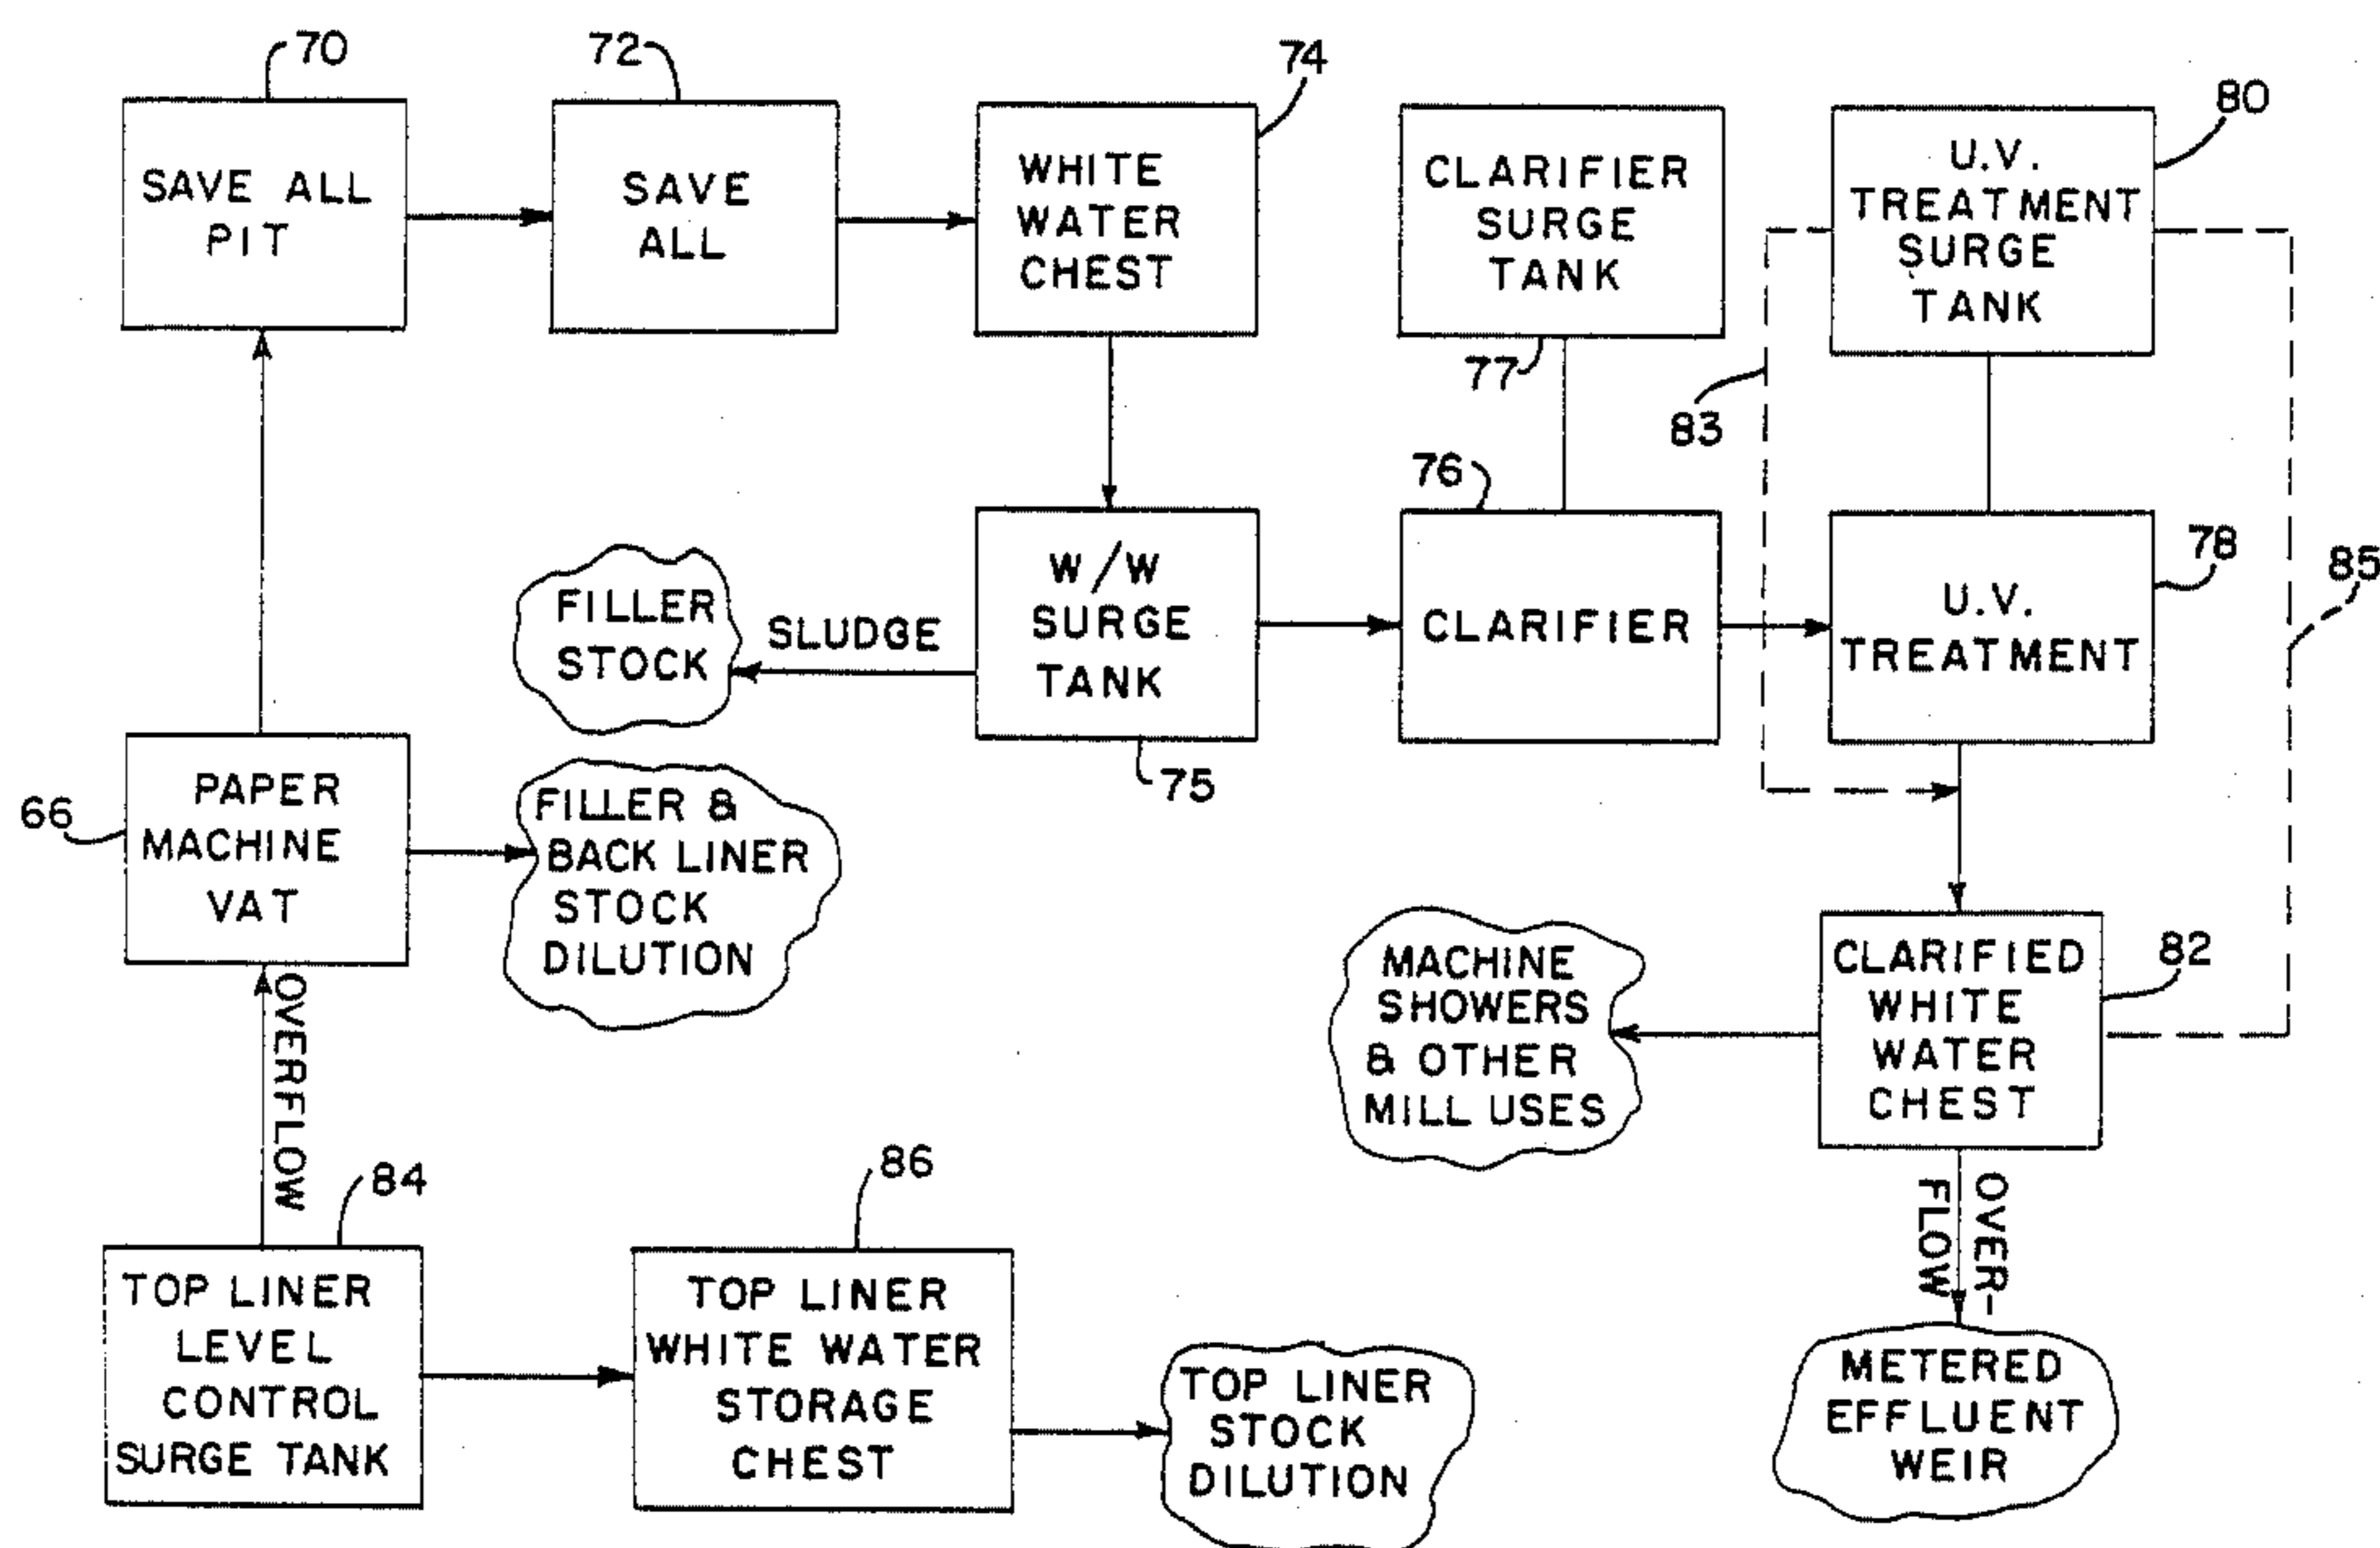 70
72
74
80
SAVE ALL
PIT
SAVE
ALL
WHITE
WATER
CHEST
CLARIFIER
SURGE
TANK
77
U.V.
TREATMENT
SURGE
TANK
83
76
78
85
FILLER
STOCK
SLUDGE
W/W
SURGE
TANK
75
CLARIFIER
U.V.
TREATMENT
66
PAPER
MACHINE
VAT
FILLER &
BACK LINER
STOCK
DILUTION
OVERFLOW
MACHINE
SHOWERS
& OTHER
MILL USES
CLARIFIED
WHITE
WATER
CHEST
82
84
86
TOP LINER
LEVEL
CONTROL
SURGE TANK
TOP LINER
WHITE WATER
STORAGE
CHEST
TOP LINER
STOCK
DILUTION
OVER-
FLOW
METERED
EFFLUENT
WEIR